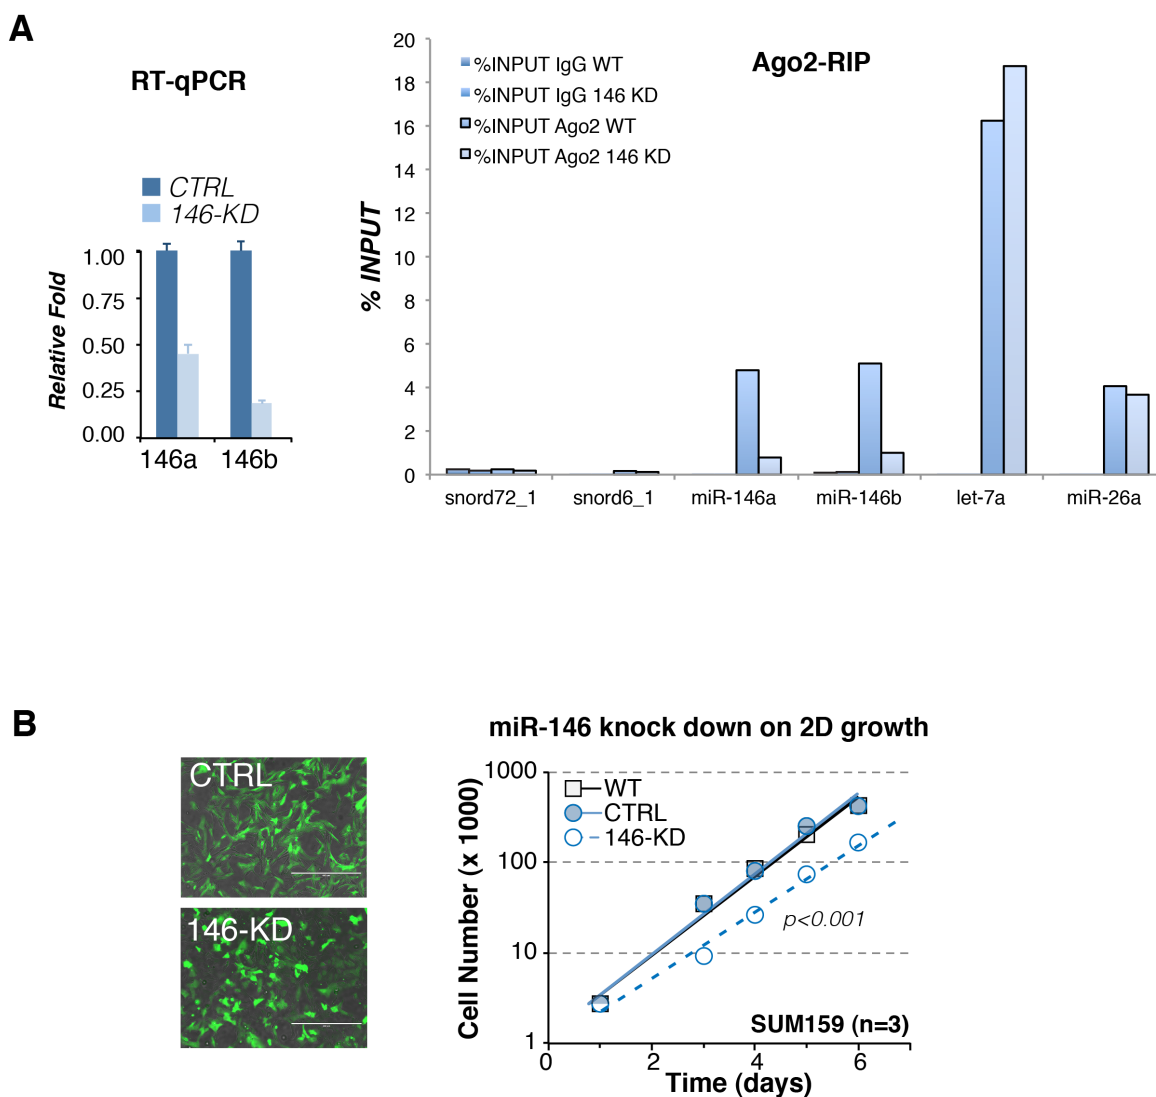 A
RT-qPCR
CTRL
146-KD
Relative Fold
1.00
0.75
0.50
0.25
0.00
146a
146b
Ago2-RIP
%INPUT IgG WT
%INPUT IgG 146 KD
%INPUT Ago2 WT
%INPUT Ago2 146 KD
% INPUT
20
18
16
14
12
10
8
6
4
2
0
snord72_1
snord6_1
miR-146a
miR-146b
let-7a
miR-26a
B
CTRL
146-KD
miR-146 knock down on 2D growth
WT
CTRL
146-KD
Cell Number (x 1000)
1000
100
10
1
p<0.001
SUM159 (n=3)
0
2
4
6
Time (days)